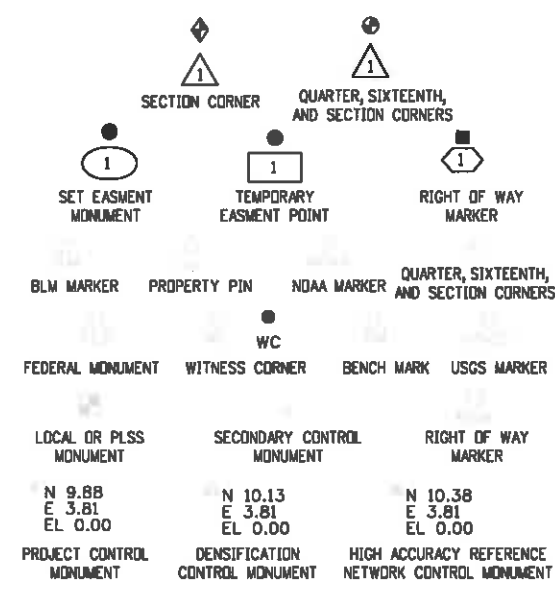 1
1
SECTION CORNER
QUARTER, SIXTEENTH,
AND SECTION CORNERS
1
1
1
SET EASMENT
MONUMENT
TEMPORARY
EASMENT POINT
RIGHT OF WAY
MARKER
BLM MARKER
PROPERTY PIN
NOAA MARKER
QUARTER, SIXTEENTH,
AND SECTION CORNERS
WC
FEDERAL MONUMENT
WITNESS CORNER
BENCH MARK
USGS MARKER
LOCAL OR PLSS
MONUMENT
SECONDARY CONTROL
MONUMENT
RIGHT OF WAY
MARKER
N 9.88
E 3.81
EL 0.00
N 10.13
E 3.81
EL 0.00
N 10.38
E 3.81
EL 0.00
PROJECT CONTROL
MONUMENT
DENSIFICATION
CONTROL MONUMENT
HIGH ACCURACY REFERENCE
NETWORK CONTROL MONUMENT